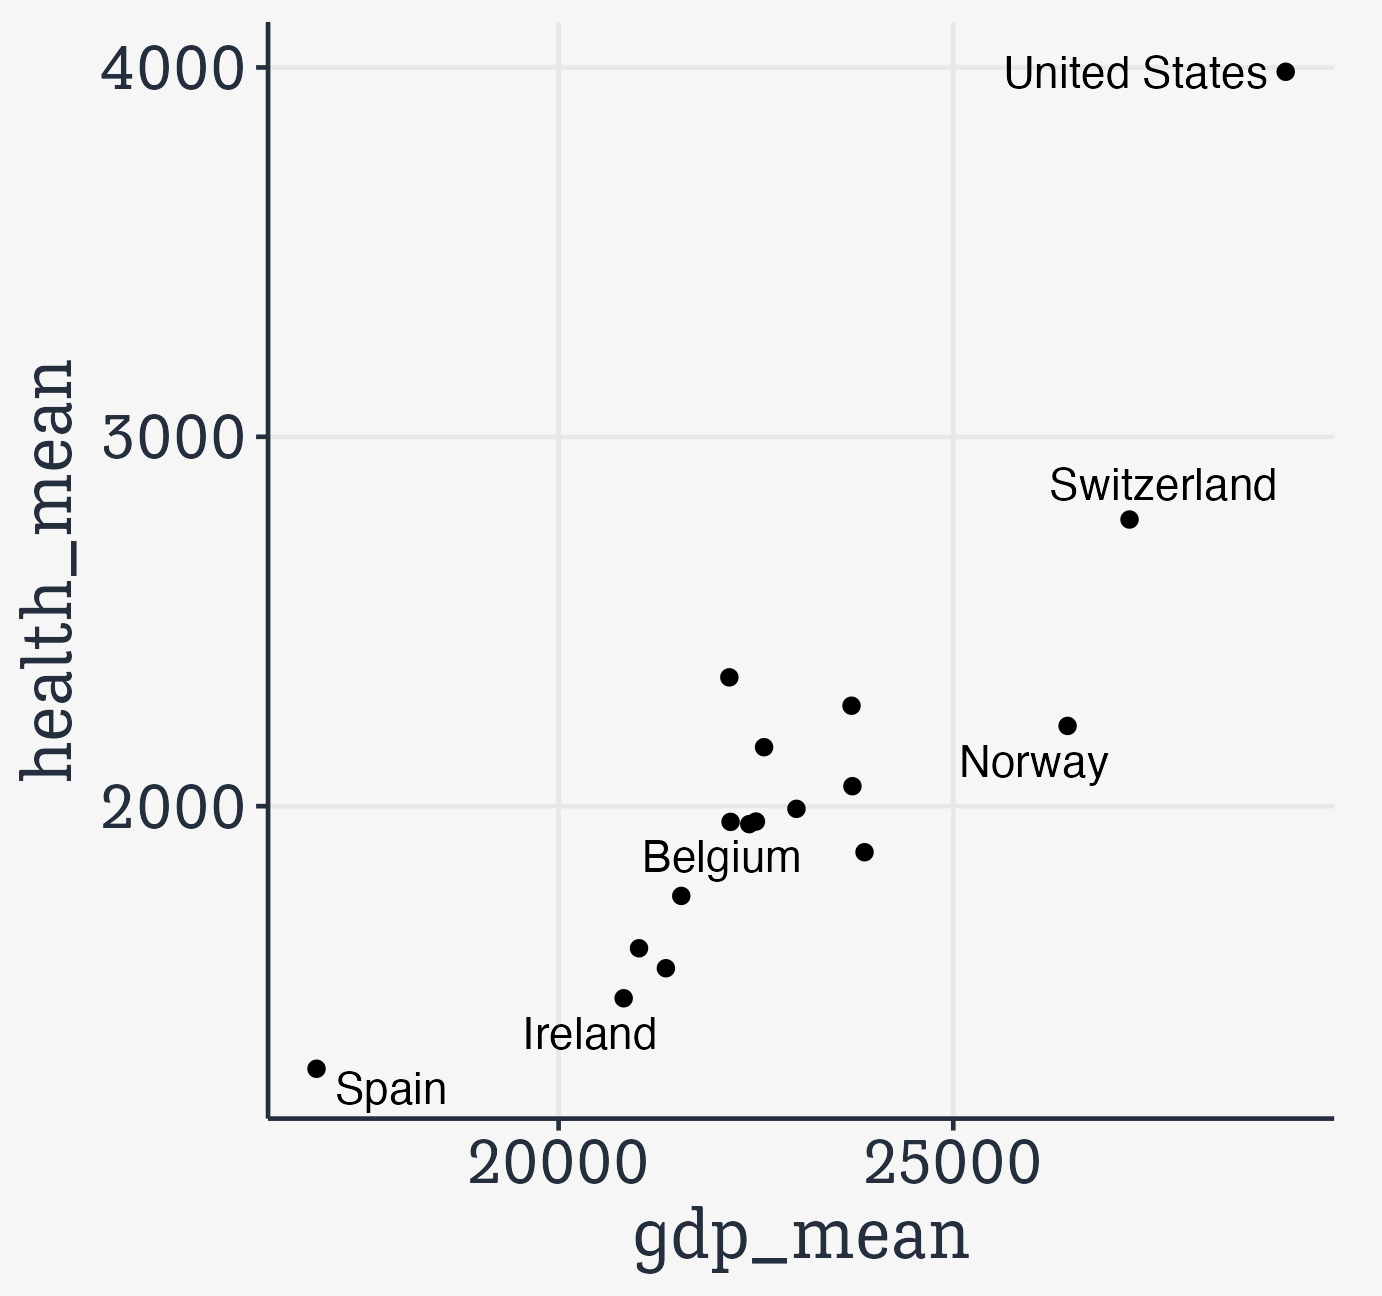 4000
United States
3000
Switzerland
health_mean
Norway
2000
Belgium
Ireland
Spain
20000 25000
gdp_mean